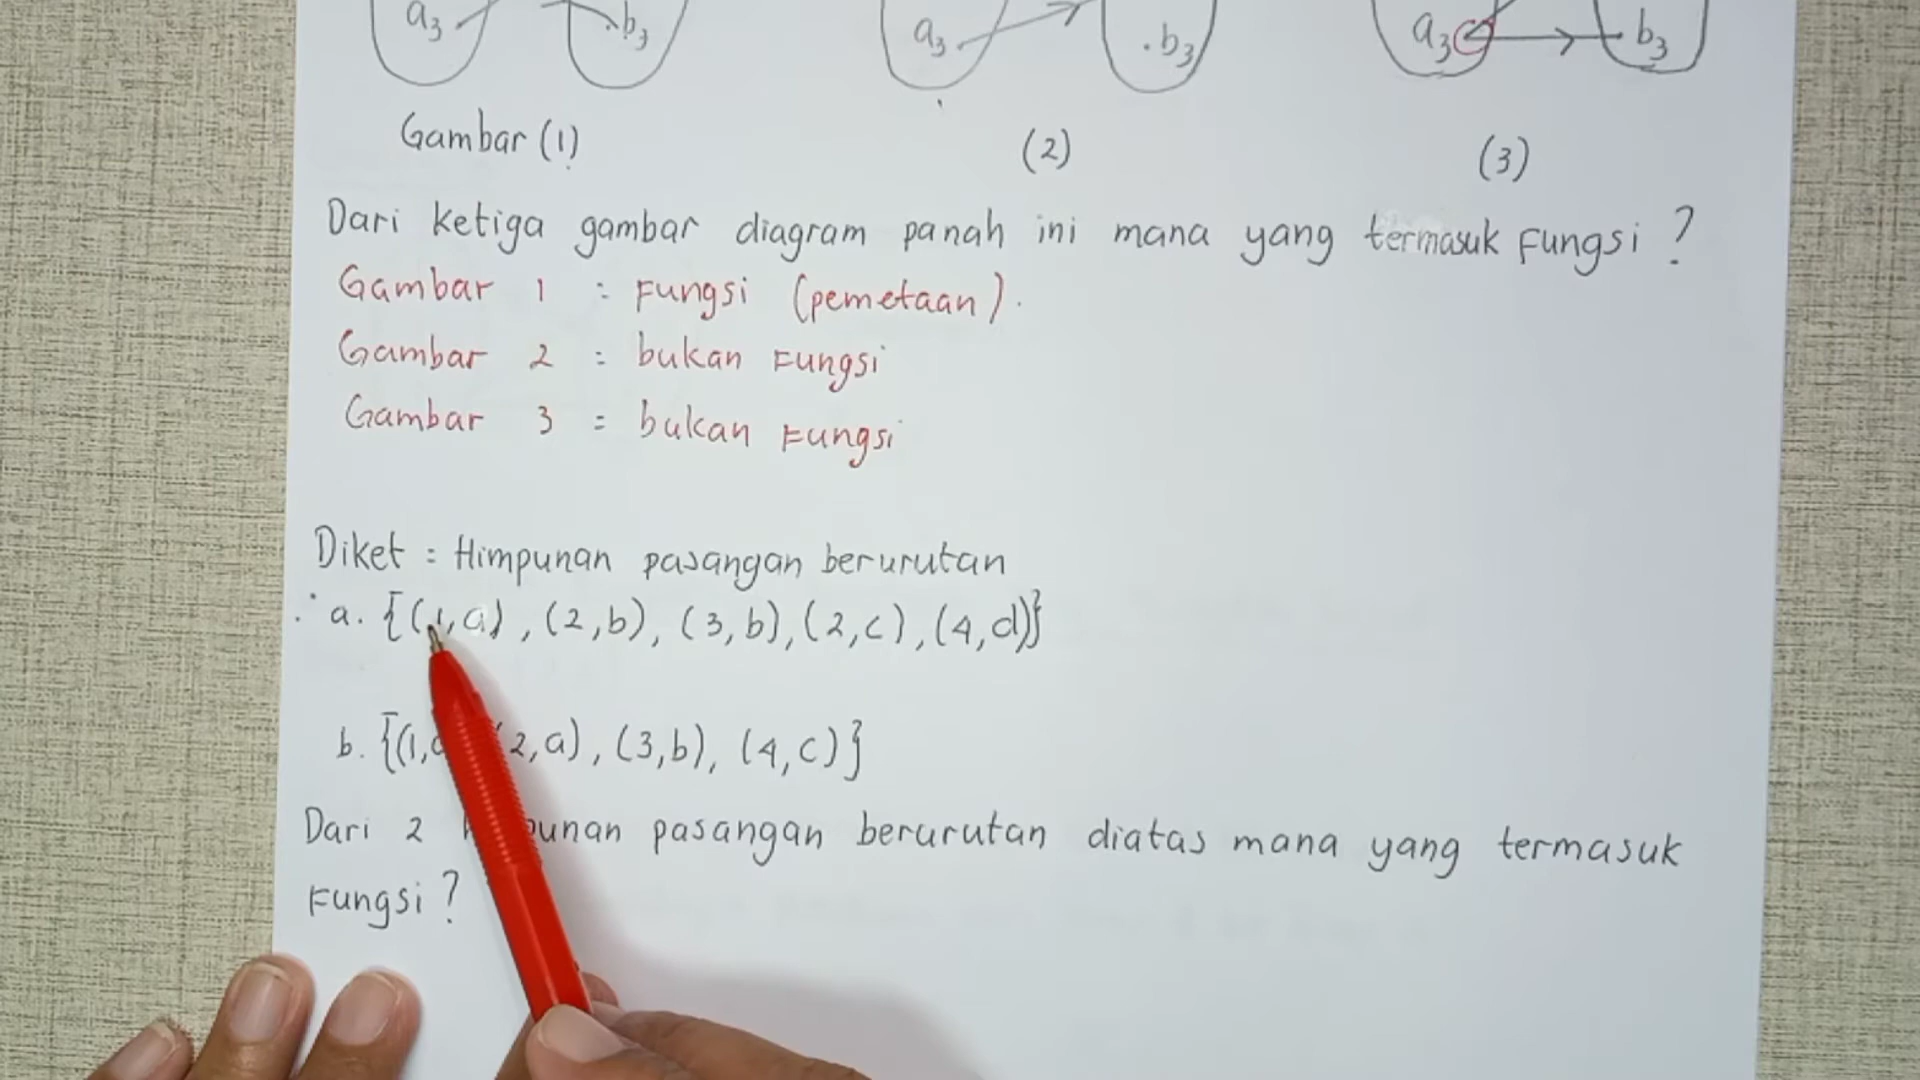 a3 b3 a3 .b3 a3 b3
Gambar (1) (2) (3)
Dari ketiga gambar diagram panah ini mana yang termasuk Fungsi ?
Gambar 1 : Fungsi (pemetaan).
Gambar 2 : bukan Fungsi
Gambar 3 : bukan Fungsi
Diket : Himpunan pasangan berurutan
a. {(1,a), (2,b), (3,b), (2,c), (4,d)}
b. {(1, 2,a), (3,b), (4,c)}
Dari 2 pasangan berurutan diatas mana yang termasuk
Fungsi ?